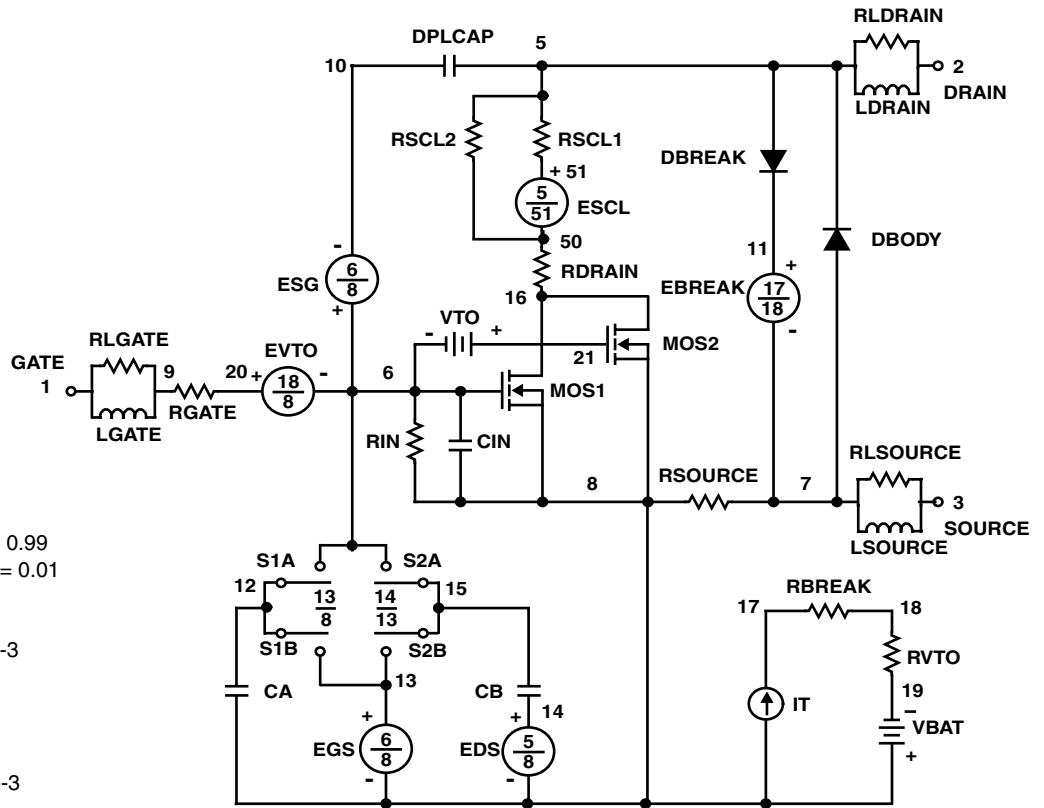 RLDRAIN
DPLCAP
5
10
2
DRAIN
LDRAIN
RSCL2
RSCL1
DBREAK
+ 51
5
51
ESCL
50
DBODY
RDRAIN
11
-
+
ESG
6
8
+
16
EBREAK
17
18
-
VTO
-
+
MOS2
21
RLGATE
EVTO
GATE
1
9
20
+
18
8
-
6
MOS1
RGATE
LGATE
RIN
CIN
RSOURCE
8
7
RLSOURCE
3
SOURCE
LSOURCE
0.99
= 0.01
S1A
S2A
12
13
8
14
13
15
S1B
S2B
RBREAK
17
18
-3
RVTO
13
CA
CB
19
14
IT
-
VBAT
+
+
+
EGS
6
8
EDS
5
8
-
-
-3